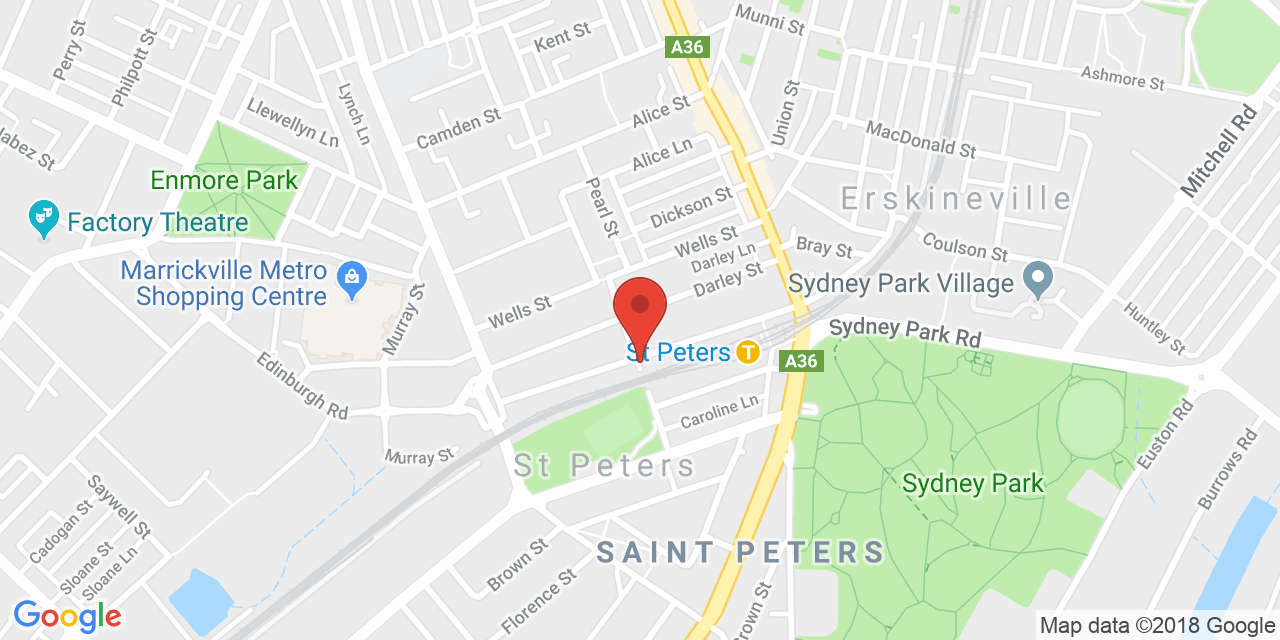 Munni St
Kent St
A36
Perry St
Philpott St
Ashmore St
Lynch Ln
Llewellyn Ln
Camden St
Alice St
Union St
MacDonald St
Mitchell Rd
Alice Ln
Enmore Park
Pearl St
Dickson St
Erskineville
Factory Theatre
Wells St
Darley Ln
Bray St
Coulson St
Marrickville Metro
Shopping Centre
Murray St
Darley St
Sydney Park Village
Wells St
Huntley St
Sydney Park Rd
St Peters
T
A36
Edinburgh Rd
Caroline Ln
Euston Rd
Murray St
St Peters
Burrows Rd
Sydney Park
Saywell St
Cadogan St
SAINT PETERS
Sloane St
Sloane Ln
Brown St
Florence St
Google
Map data ©2018 Google